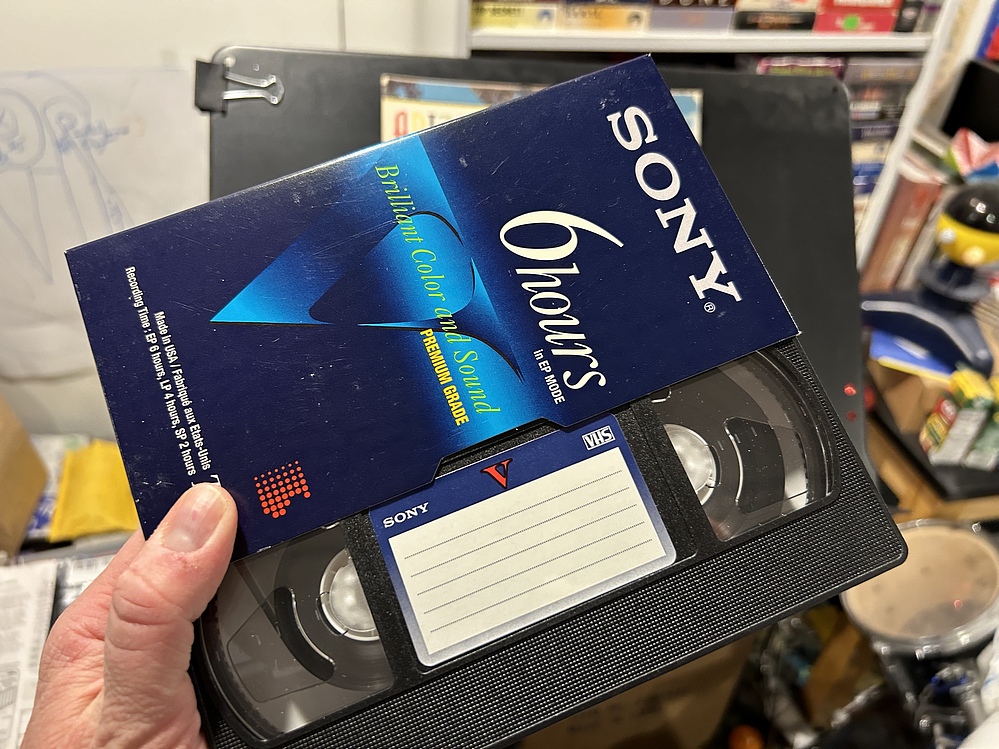 SONY®
6hours
in EP MODE
Brilliant Color and Sound
PREMIUM GRADE
Made in USA / Fabriqué aux Etats-Unis
Recording Time : EP 6 hours, LP 4 hours, SP 2 hours
VHS
V
SONY